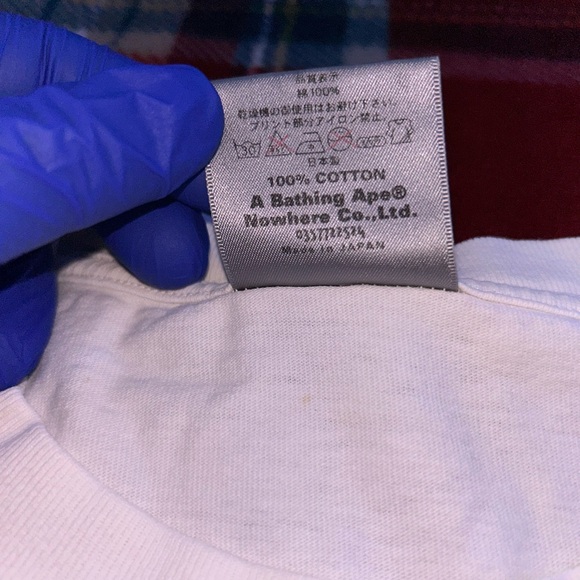 品質表示
綿100%
乾燥機の御使用はお避け下さい。
プリント部分アイロン禁止。
日本製
100% COTTON
A Bathing Ape®
Nowhere Co.,Ltd.
0357722524
Made in JAPAN